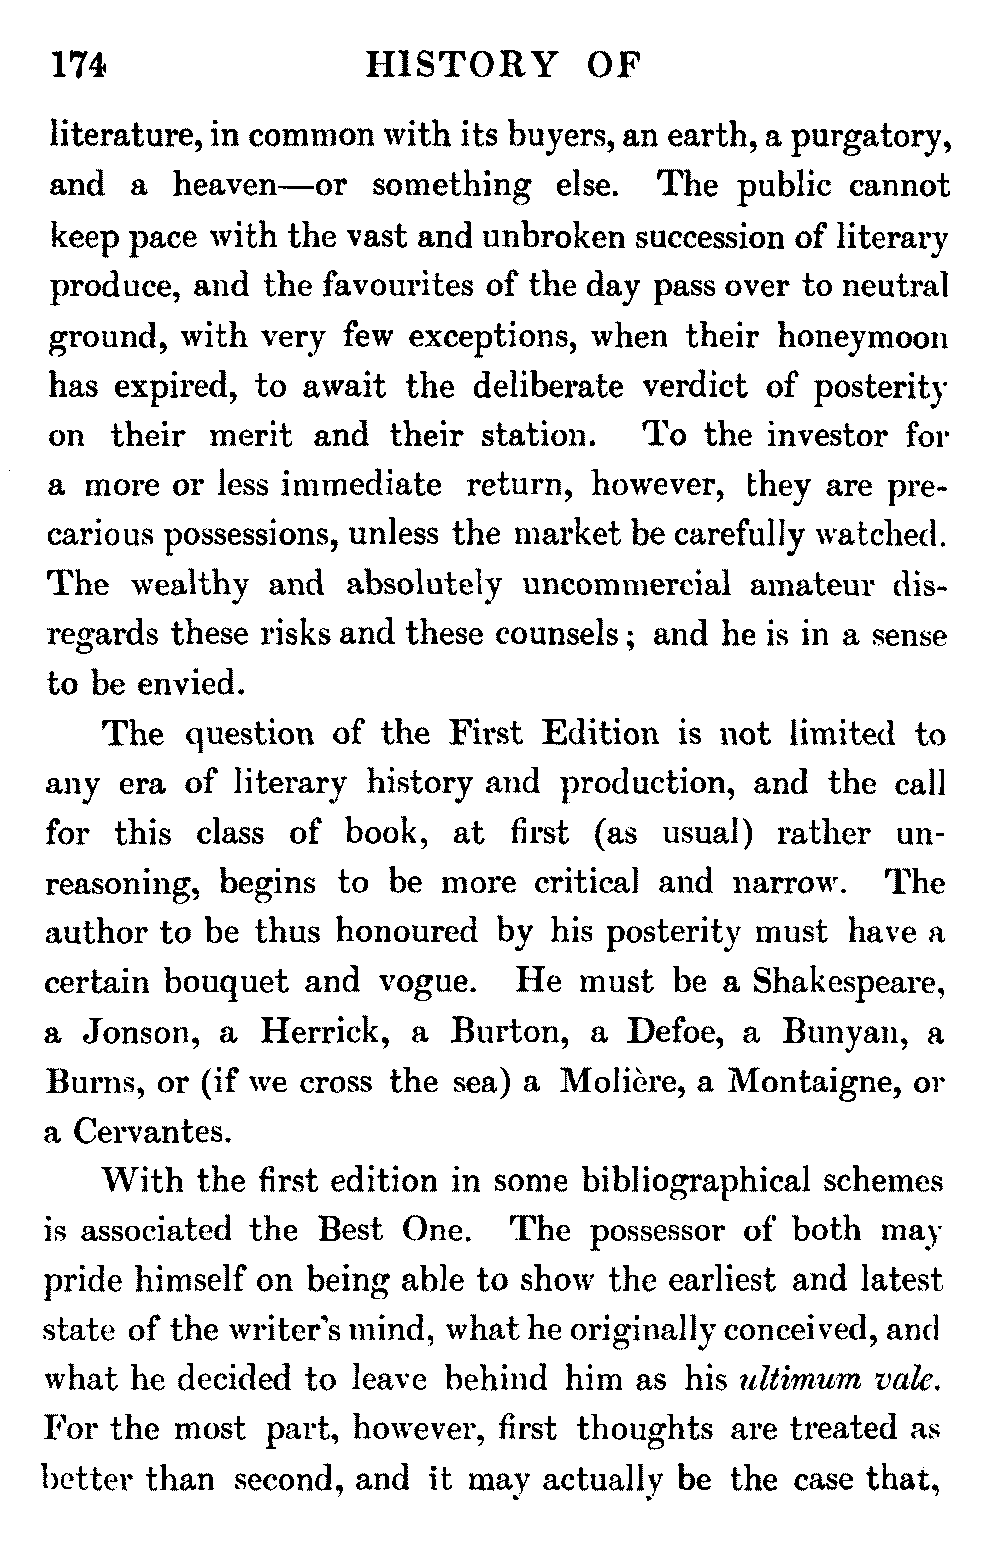 174 HISTORY OF
literature, in common with its buyers, an earth, a purgatory,
and a heaven—or something else. The public cannot
keep pace with the vast and unbroken succession of literary
produce, and the favourites of the day pass over to neutral
ground, with very few exceptions, when their honeymoon
has expired, to await the deliberate verdict of posterity
on their merit and their station. To the investor for
a more or less immediate return, however, they are pre-
carious possessions, unless the market be carefully watched.
The wealthy and absolutely uncommercial amateur dis-
regards these risks and these counsels; and he is in a sense
to be envied.
The question of the First Edition is not limited to
any era of literary history and production, and the call
for this class of book, at first (as usual) rather un-
reasoning, begins to be more critical and narrow. The
author to be thus honoured by his posterity must have a
certain bouquet and vogue. He must be a Shakespeare,
a Jonson, a Herrick, a Burton, a Defoe, a Bunyan, a
Burns, or (if we cross the sea) a Molière, a Montaigne, or
a Cervantes.
With the first edition in some bibliographical schemes
is associated the Best One. The possessor of both may
pride himself on being able to show the earliest and latest
state of the writer's mind, what he originally conceived, and
what he decided to leave behind him as his ultimum vale.
For the most part, however, first thoughts are treated as
better than second, and it may actually be the case that,